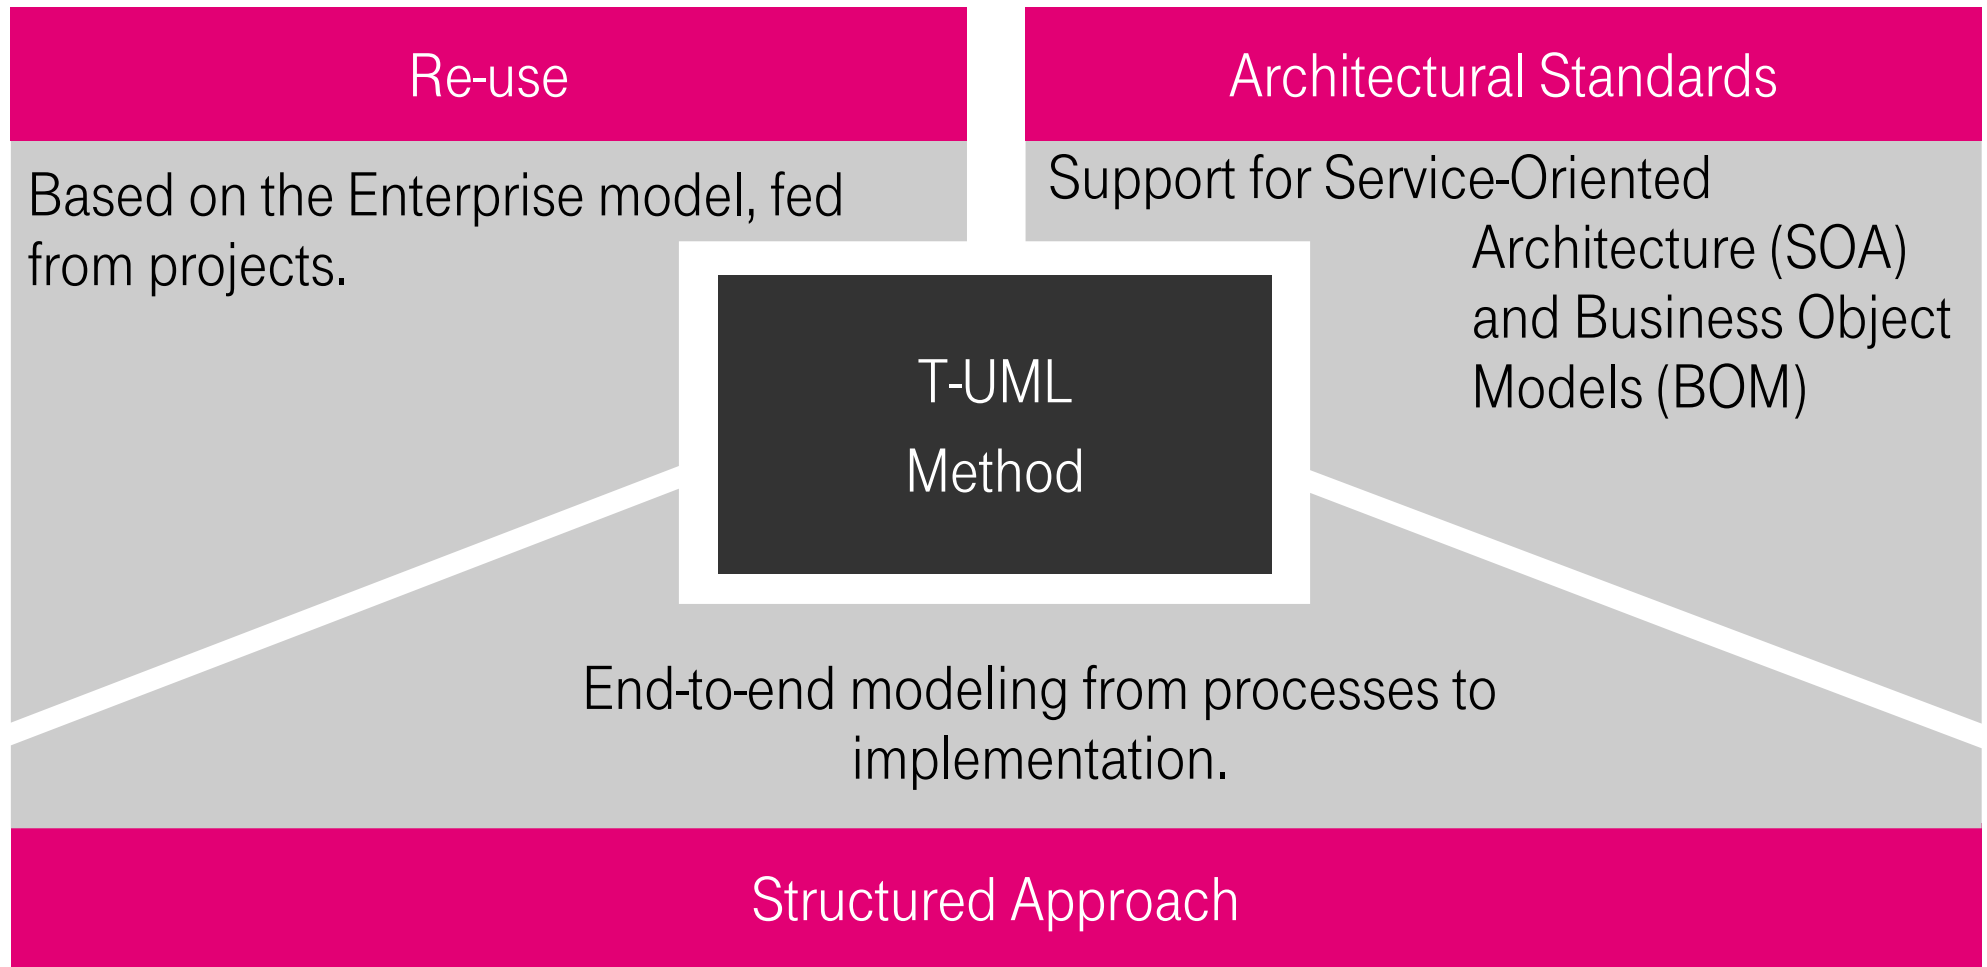 Re-use
Based on the Enterprise model, fed
from projects.
Architectural Standards
Support for Service-Oriented
Architecture (SOA)
and Business Object
Models (BOM)
T-UML
Method
End-to-end modeling from processes to
implementation.
Structured Approach